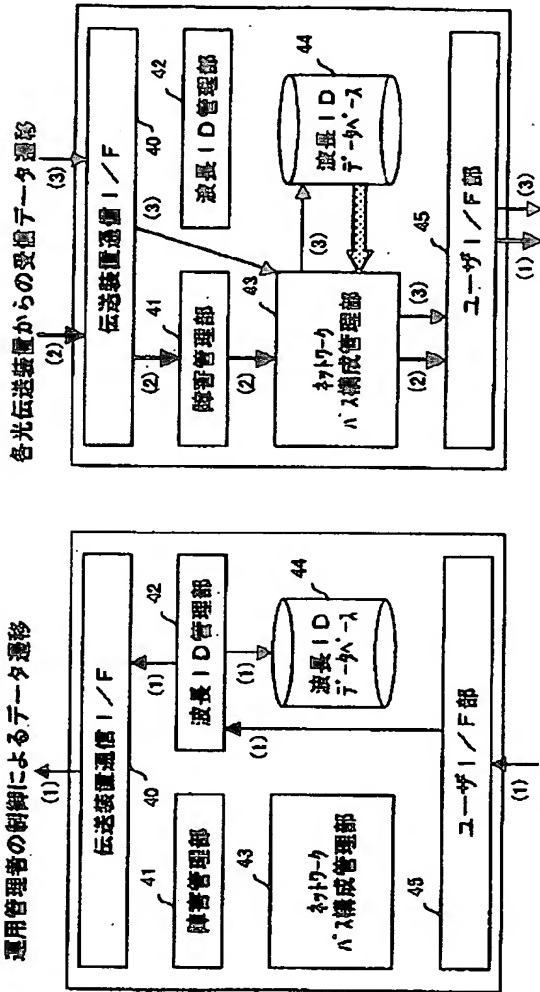 運用管理者の制御によるデータ遷移
(1)
伝送装置通信I/F
40
(1)
41
障害管理部
42
波長ID管理部
(1)
43
ネットワーク
パス構成管理部
44
波長ID
データベース
(1)
45
ユーザI/F部
(1)
各光伝送装置からの受信データ遷移
(2)
(3)
伝送装置通信I/F
40
(2)
(3)
41
障害管理部
42
波長ID管理部
(2)
43
ネットワーク
パス構成管理部
(3)
44
波長ID
データベース
(2)
(3)
45
ユーザI/F部
(1)
(3)